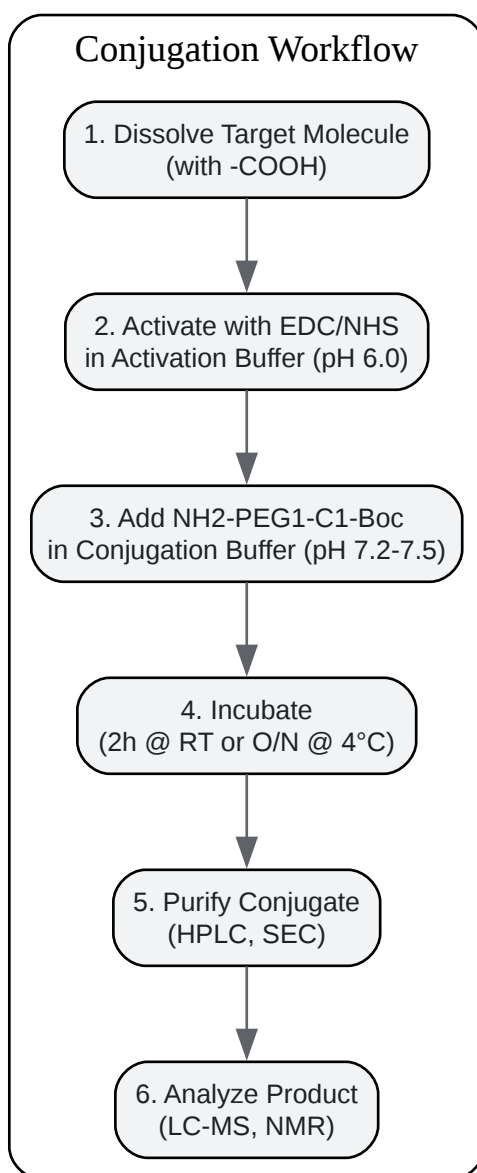 Conjugation Workflow
1. Dissolve Target Molecule
(with -COOH)
2. Activate with EDC/NHS
in Activation Buffer (pH 6.0)
3. Add NH2-PEG1-C1-Boc
in Conjugation Buffer (pH 7.2-7.5)
4. Incubate
(2h @ RT or O/N @ 4°C)
5. Purify Conjugate
(HPLC, SEC)
6. Analyze Product
(LC-MS, NMR)